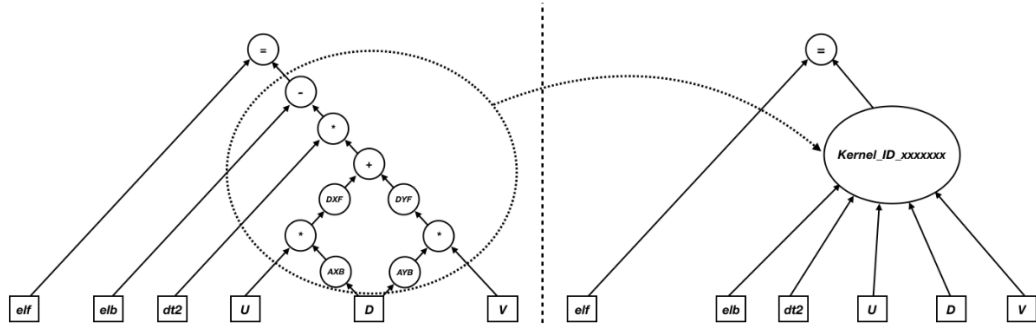 = =
-
*
Kernel_ID_xxxxxxx
+
DXF DYF
* *
AXB AYB
elf elb dt2 U D V elf elb dt2 U D V